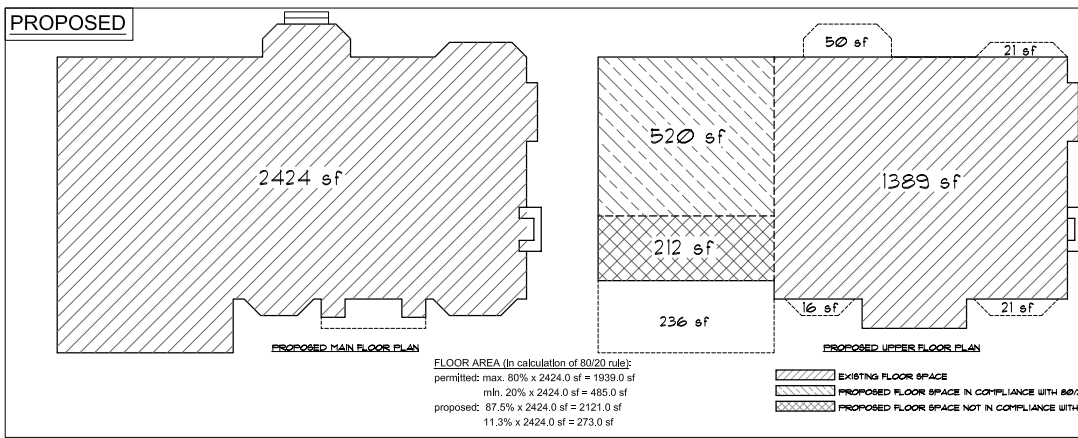 PROPOSED
2424 sf
PROPOSED MAIN FLOOR PLAN
50 sf
21 sf
520 sf
1389 sf
212 sf
236 sf
16 sf
21 sf
PROPOSED UPPER FLOOR PLAN
FLOOR AREA (in calculation of 80/20 rule):
permitted: max. 80% x 2424.0 sf = 1939.0 sf
min. 20% x 2424.0 sf = 485.0 sf
proposed: 87.5% x 2424.0 sf = 2121.0 sf
11.3% x 2424.0 sf = 273.0 sf
EXISTING FLOOR SPACE
PROPOSED FLOOR SPACE IN COMPLIANCE WITH
PROPOSED FLOOR SPACE NOT IN COMPLIANCE WITH